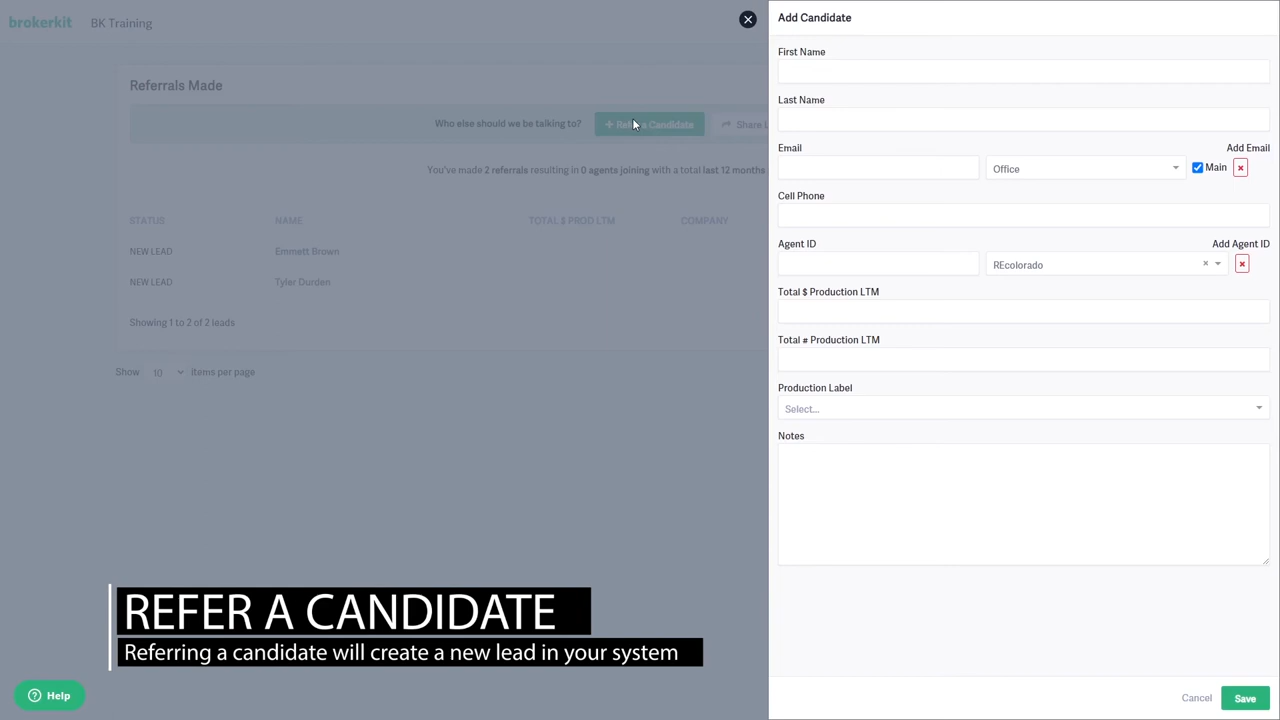 brokerkit BK Training
Referrals Made
Who else should we be talking to? + Refer a Candidate Share L
You've made 2 referrals resulting in 0 agents joining with a total last 12 months
STATUS NAME TOTAL $ PROD LTM COMPANY
NEW LEAD Emmett Brown
NEW LEAD Tyler Durden
Showing 1 to 2 of 2 leads
Show 10 items per page
Add Candidate
First Name
Last Name
Email Add Email
Office Main
Cell Phone
Agent ID Add Agent ID
REcolorado
Total $ Production LTM
Total # Production LTM
Production Label
Select...
Notes
REFER A CANDIDATE
Referring a candidate will create a new lead in your system
Help
Cancel Save